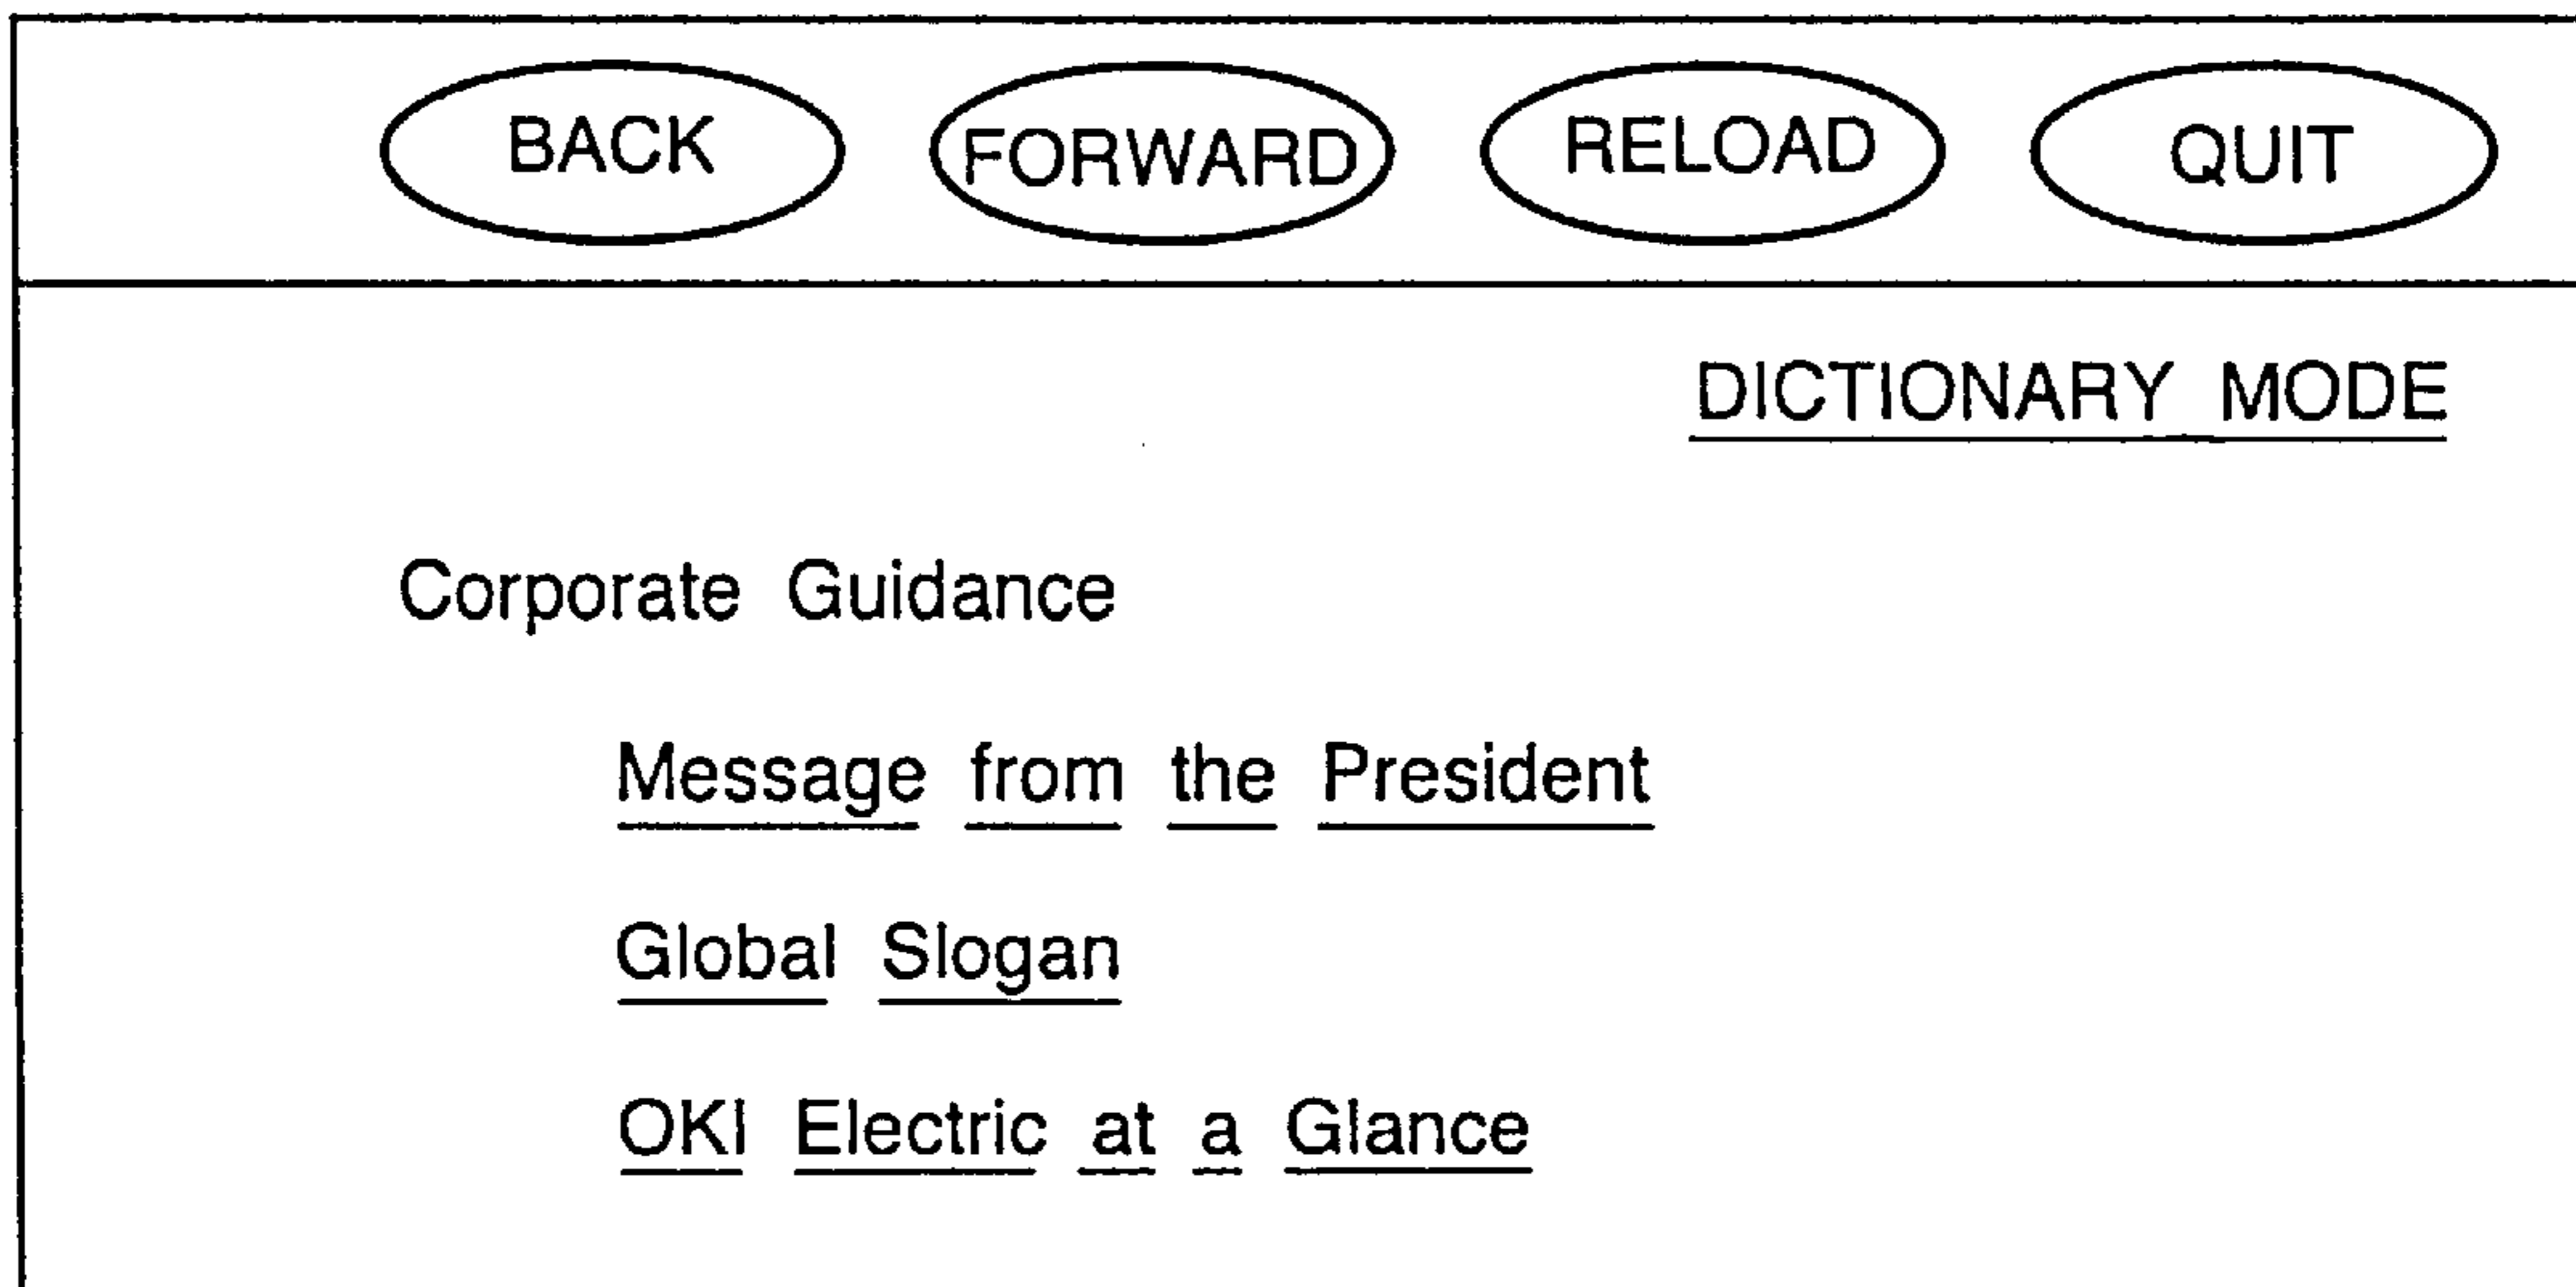 BACK FORWARD RELOAD QUIT
DICTIONARY MODE
Corporate Guidance
Message from the President
Global Slogan
OKI Electric at a Glance